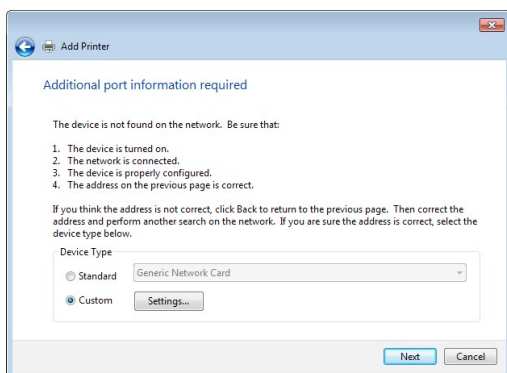 Add Printer
Additional port information required
The device is not found on the network. Be sure that:
1. The device is turned on.
2. The network is connected.
3. The device is properly configured.
4. The address on the previous page is correct.
If you think the address is not correct, click Back to return to the previous page. Then correct the
address and perform another search on the network. If you are sure the address is correct, select the
device type below.
Device Type
Standard Generic Network Card
Custom Settings...
Next Cancel